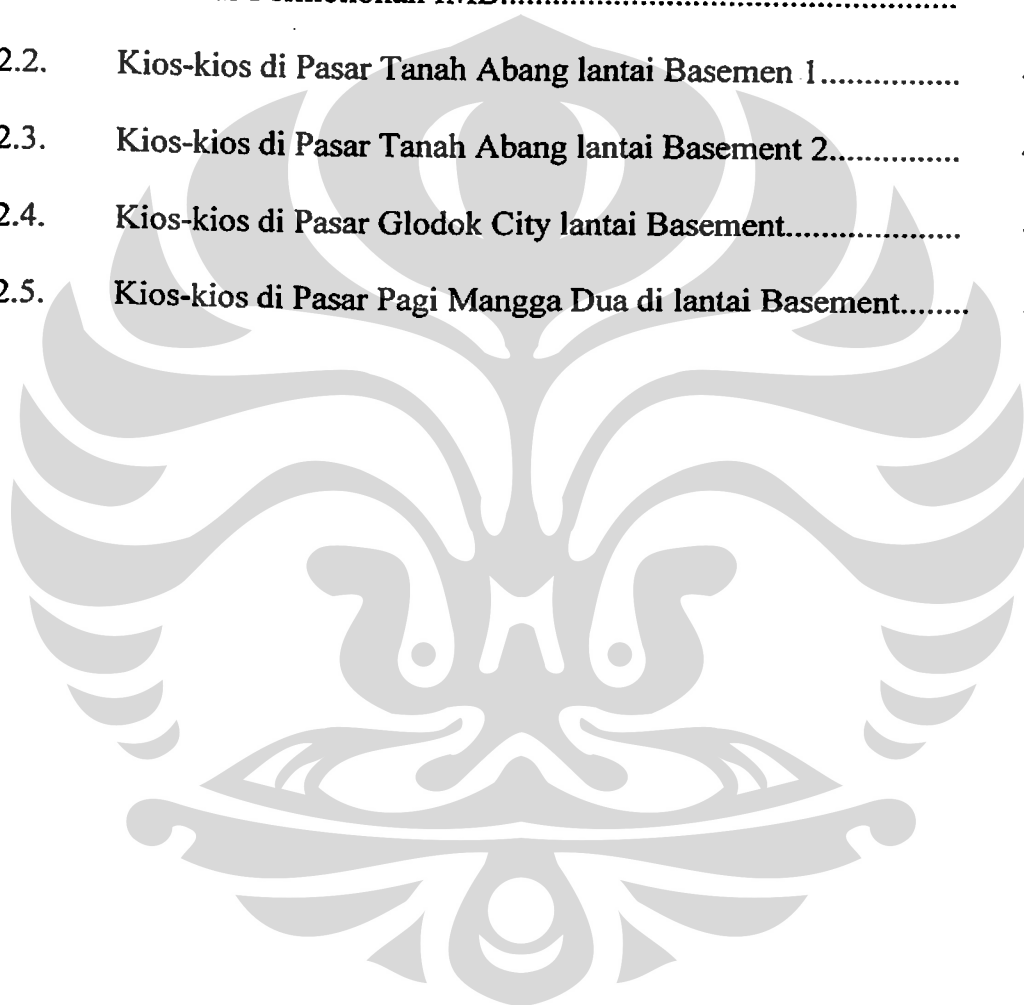 Permohonan IMB................................................
2.2. Kios-kios di Pasar Tanah Abang lantai Basemen 1................
2.3. Kios-kios di Pasar Tanah Abang lantai Basement 2...............
2.4. Kios-kios di Pasar Glodok City lantai Basement....................
2.5. Kios-kios di Pasar Pagi Mangga Dua di lantai Basement........